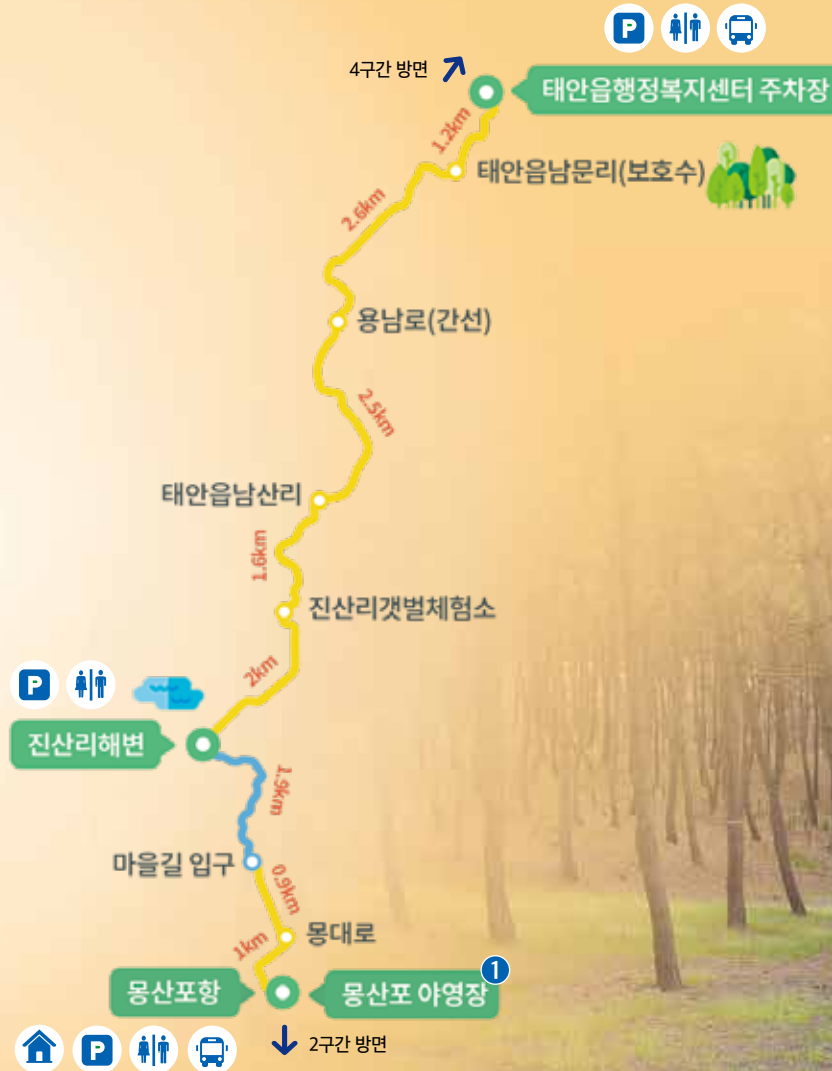 P
4구간 방면
태안읍행정복지센터 주차장
1.2km
태안읍남문리(보호수)
2.6km
용남로(간선)
2.5km
태안읍남산리
1.6km
진산리갯벌체험소
2km
P
진산리해변
1.9km
마을길 입구
0.9km
몽대로
1km
1
몽산포항
몽산포 야영장
P
2구간 방면